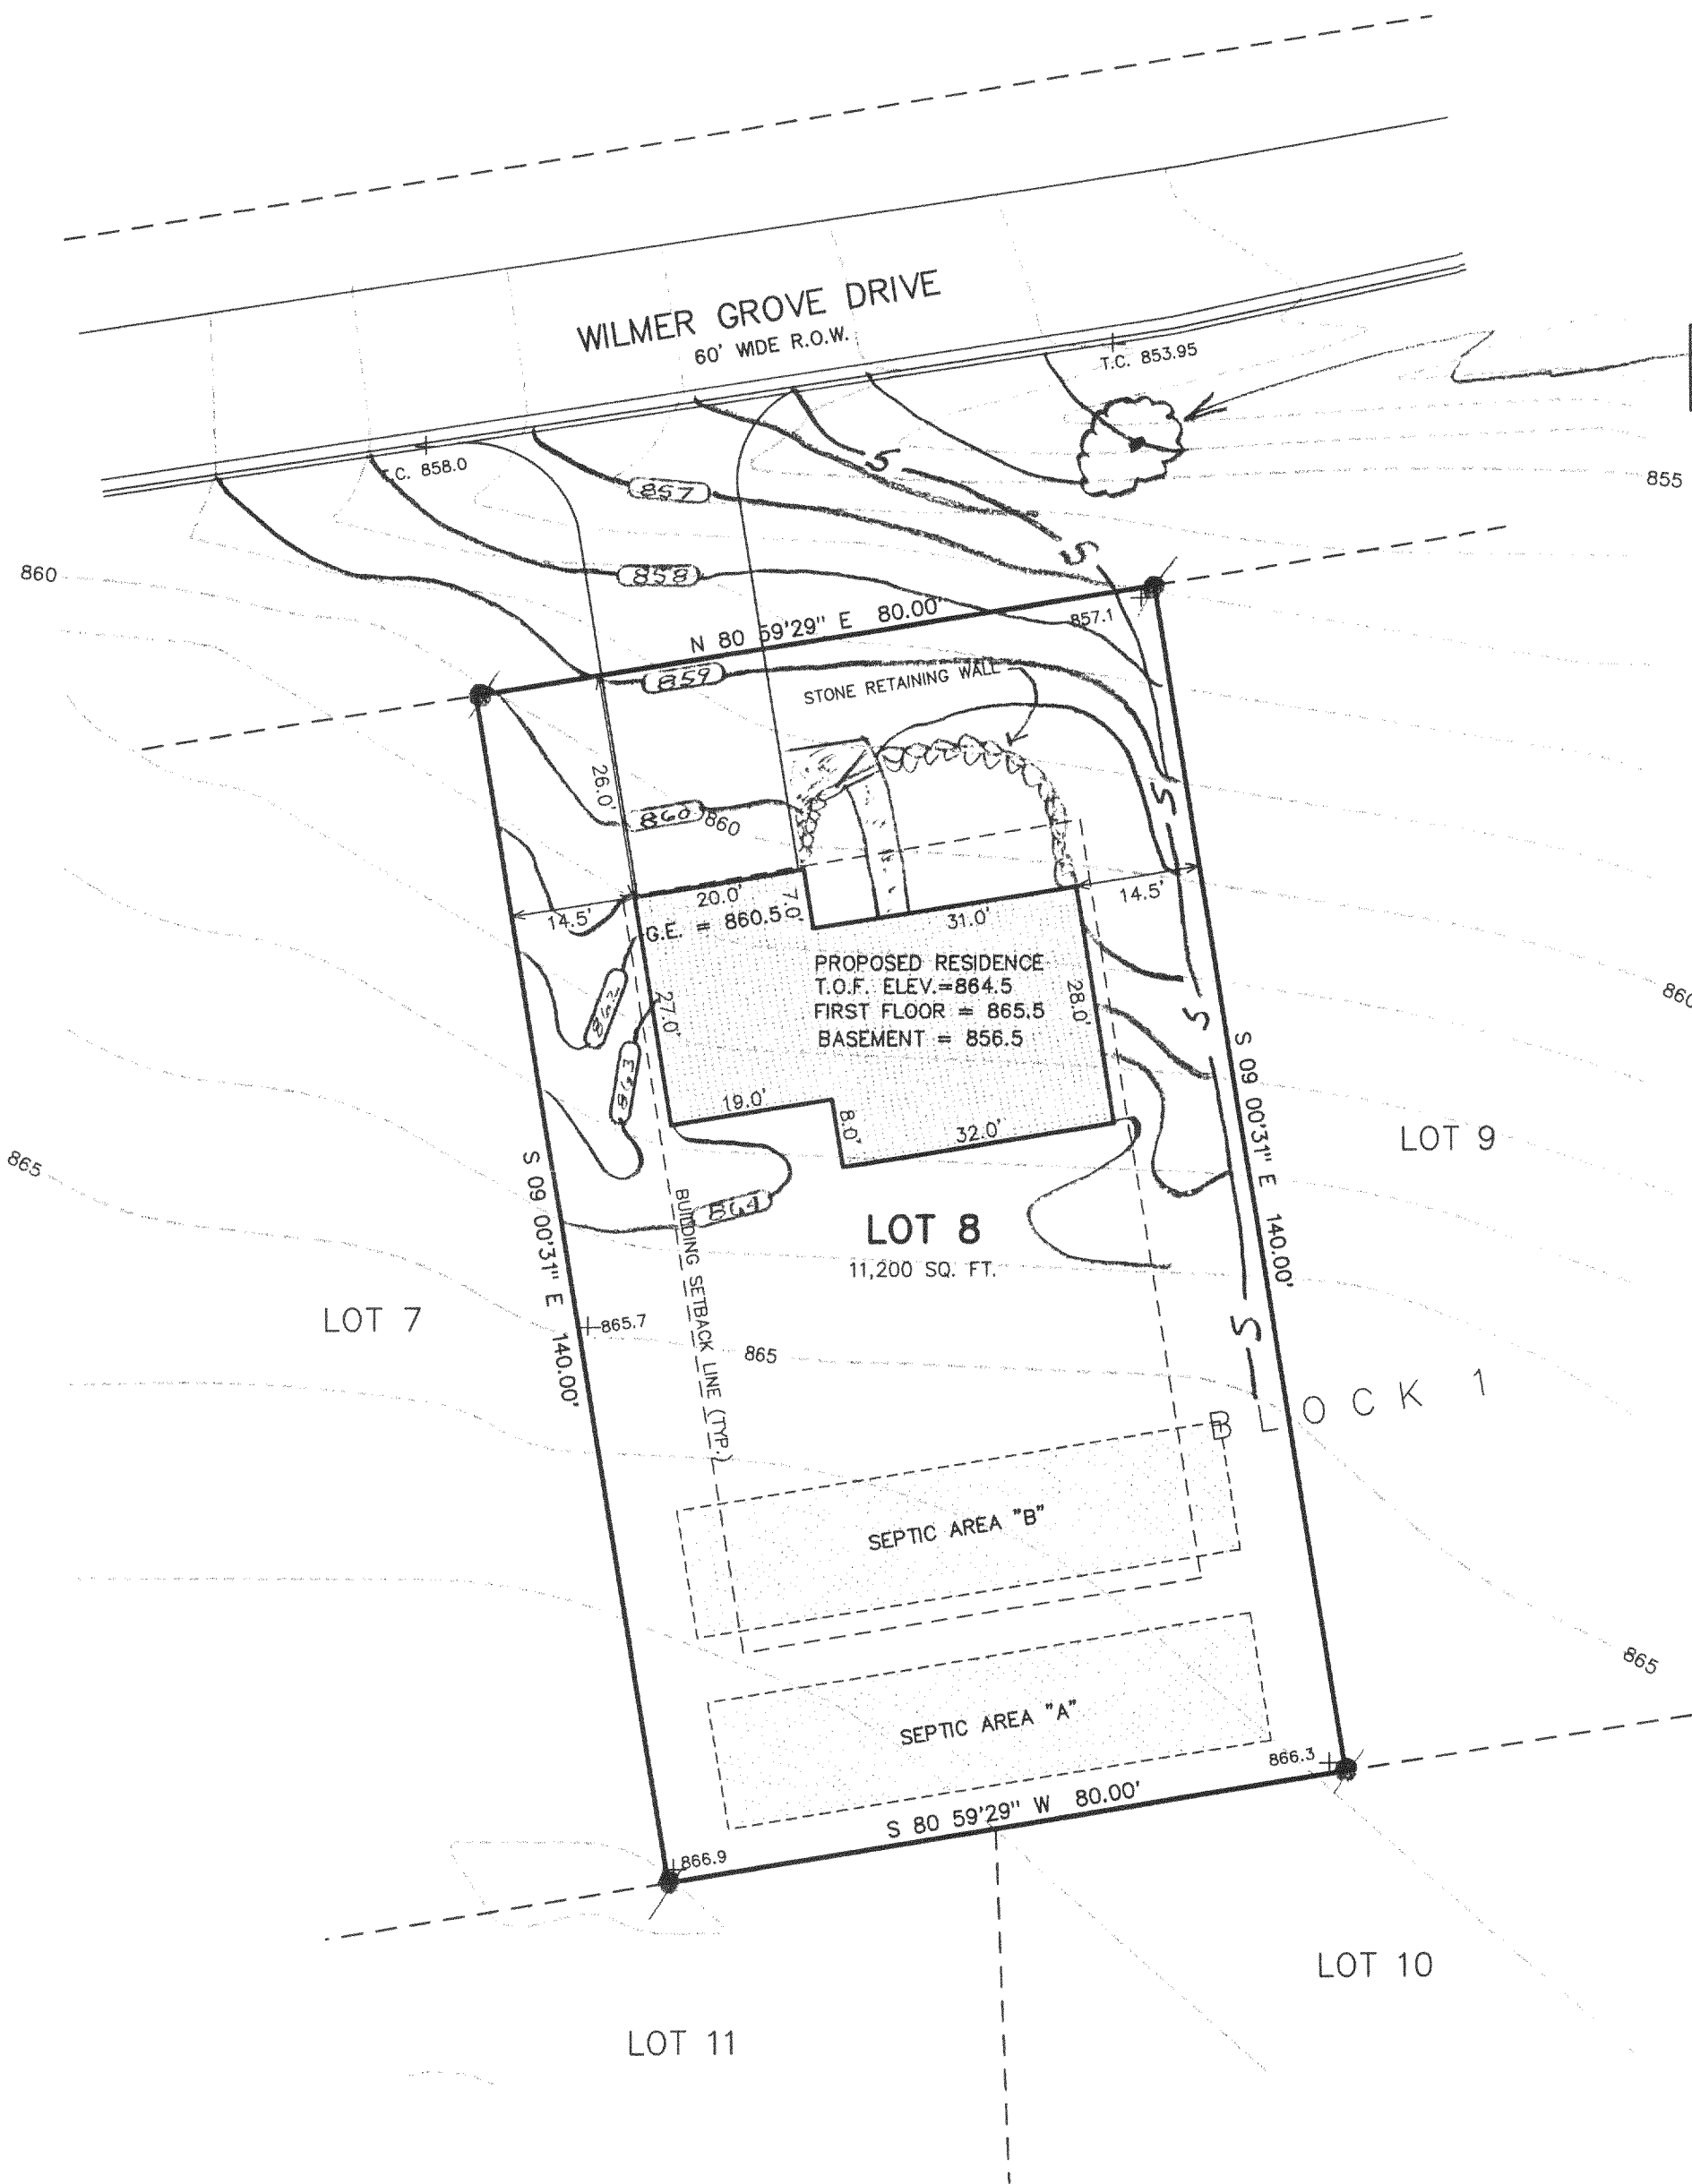 WILMER GROVE DRIVE
60' WIDE R.O.W.
T.C. 853.95
T.C. 858.0
S
857
855
S
858
860
N 80 59'29" E 80.00'
857.1
859
STONE RETAINING WALL
26.0'
860
860
S
20.0'
14.5'
7.0'
14.5'
G.E. = 860.5
31.0'
PROPOSED RESIDENCE
T.O.F. ELEV.=864.5
FIRST FLOOR = 865.5
BASEMENT = 856.5
862
27.0'
28.0'
860
S
863
19.0'
8.0'
32.0'
S 09 00'31" E 140.00'
LOT 9
865
S 09 00'31" E 140.00'
BUILDING SETBACK LINE (TYP.)
864
LOT 8
11,200 SQ. FT.
LOT 7
865.7
S
865
BLOCK 1
SEPTIC AREA "B"
865
SEPTIC AREA "A"
866.3
S 80 59'29" W 80.00'
866.9
LOT 10
LOT 11